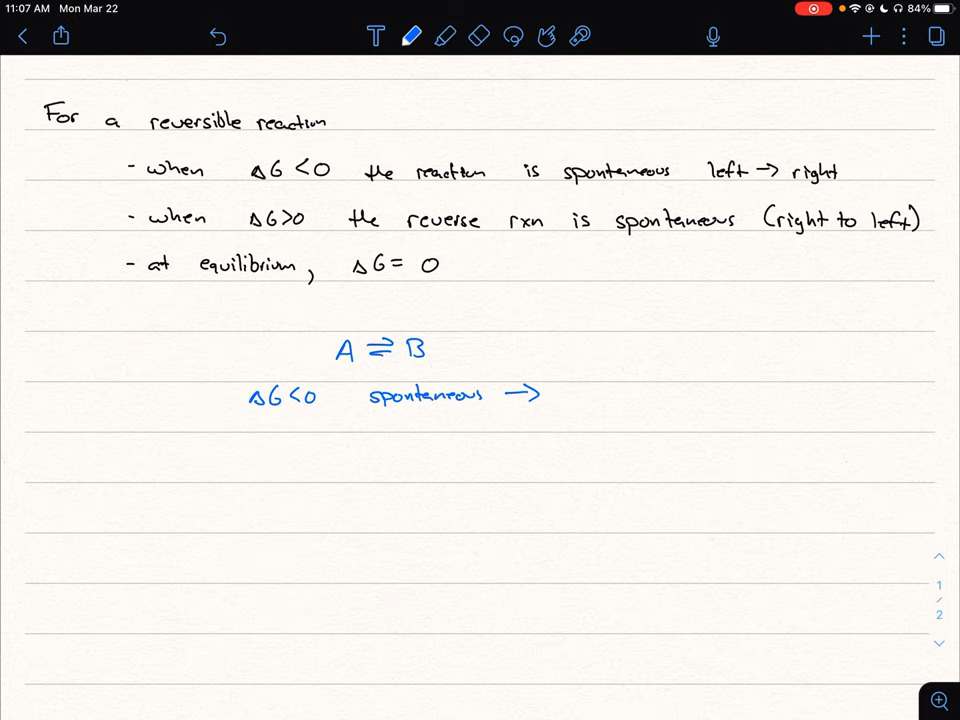 11:07 AM Mon Mar 22 84%
T
For a reversible reaction
- when ΔG<0 the reaction is spontaneous left → right
- when ΔG>0 the reverse rxn is spontaneous (right to left)
- at equilibrium, ΔG= 0
A ⇌ B
ΔG<0 spontaneous →
1
/
2